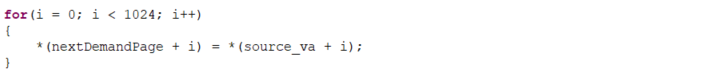 for(i = 0; i < 1024; i++)
{
    *(nextDemandPage + i) = *(source_va + i);
}